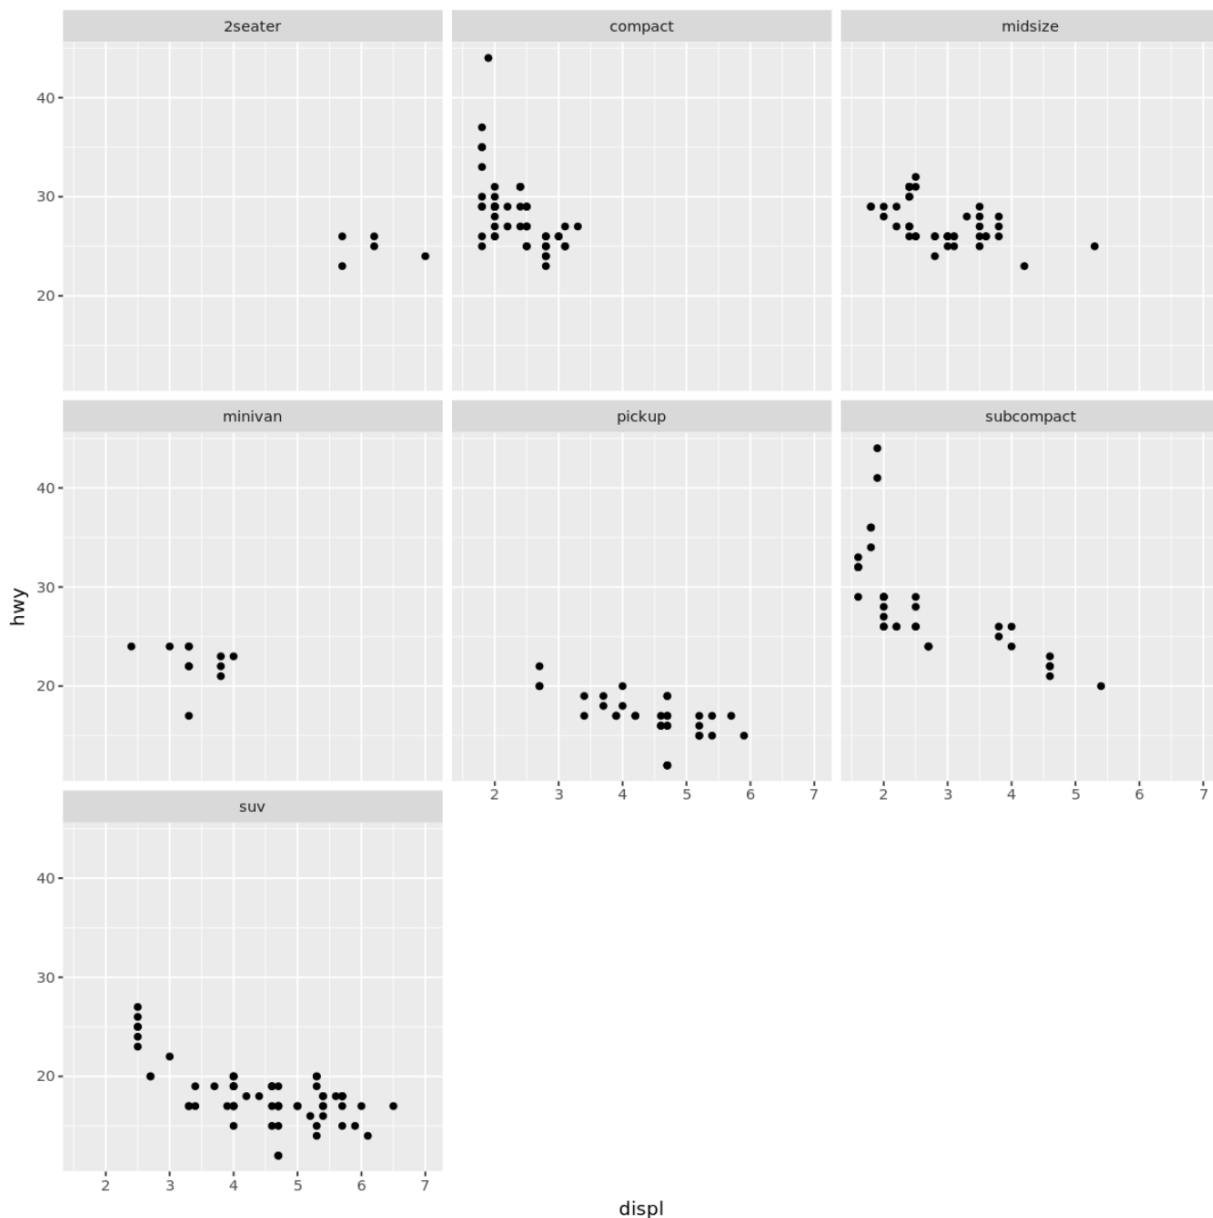 2seater compact midsize
40
30
20
minivan pickup subcompact
40
30
20
hwy
2 3 4 5 6 7 2 3 4 5 6 7
suv
40
30
20
2 3 4 5 6 7
displ